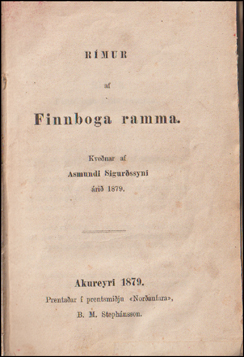 RÍMUR
af
Finnboga ramma.
Kveðnar af
Asmundi Sigurðssyni
árið 1879.
Akureyri 1879.
Prentaðar í prentsmiðju «Norðanfara»,
B. M. Stephánsson.